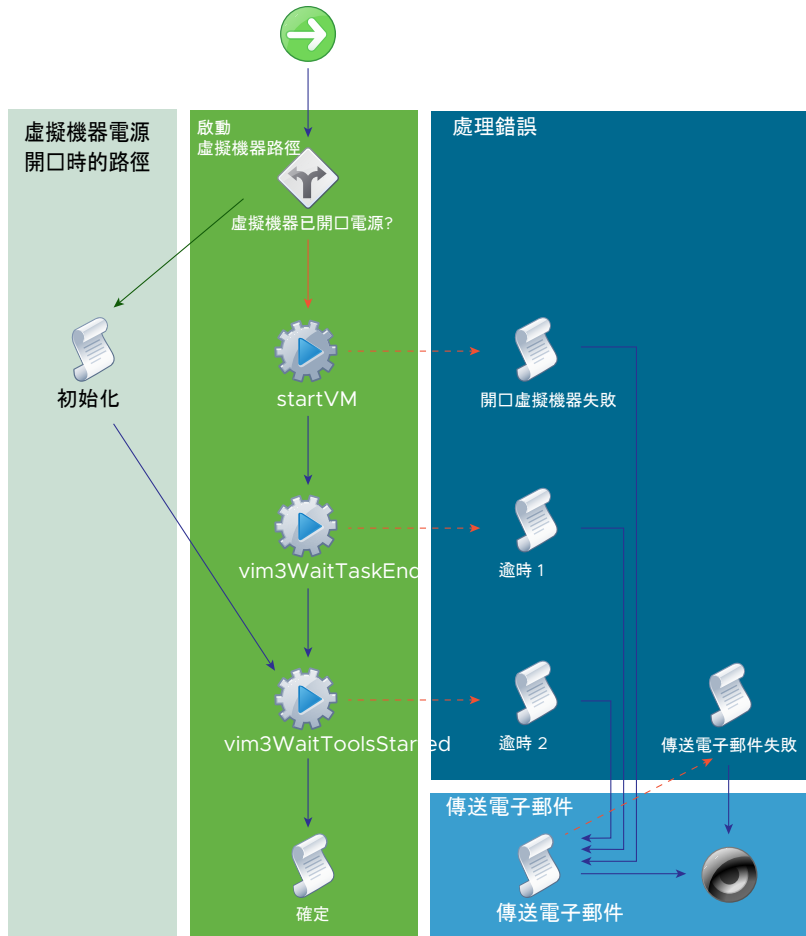 虛擬機器電源
開口時的路徑
啟動
虛擬機器路徑
處理錯誤
虛擬機器已開口電源?
初始化
startVM
開口虛擬機器失敗
vim3WaitTaskEnd
逾時 1
vim3WaitToolsStarted
逾時 2
傳送電子郵件失敗
傳送電子郵件
確定
傳送電子郵件